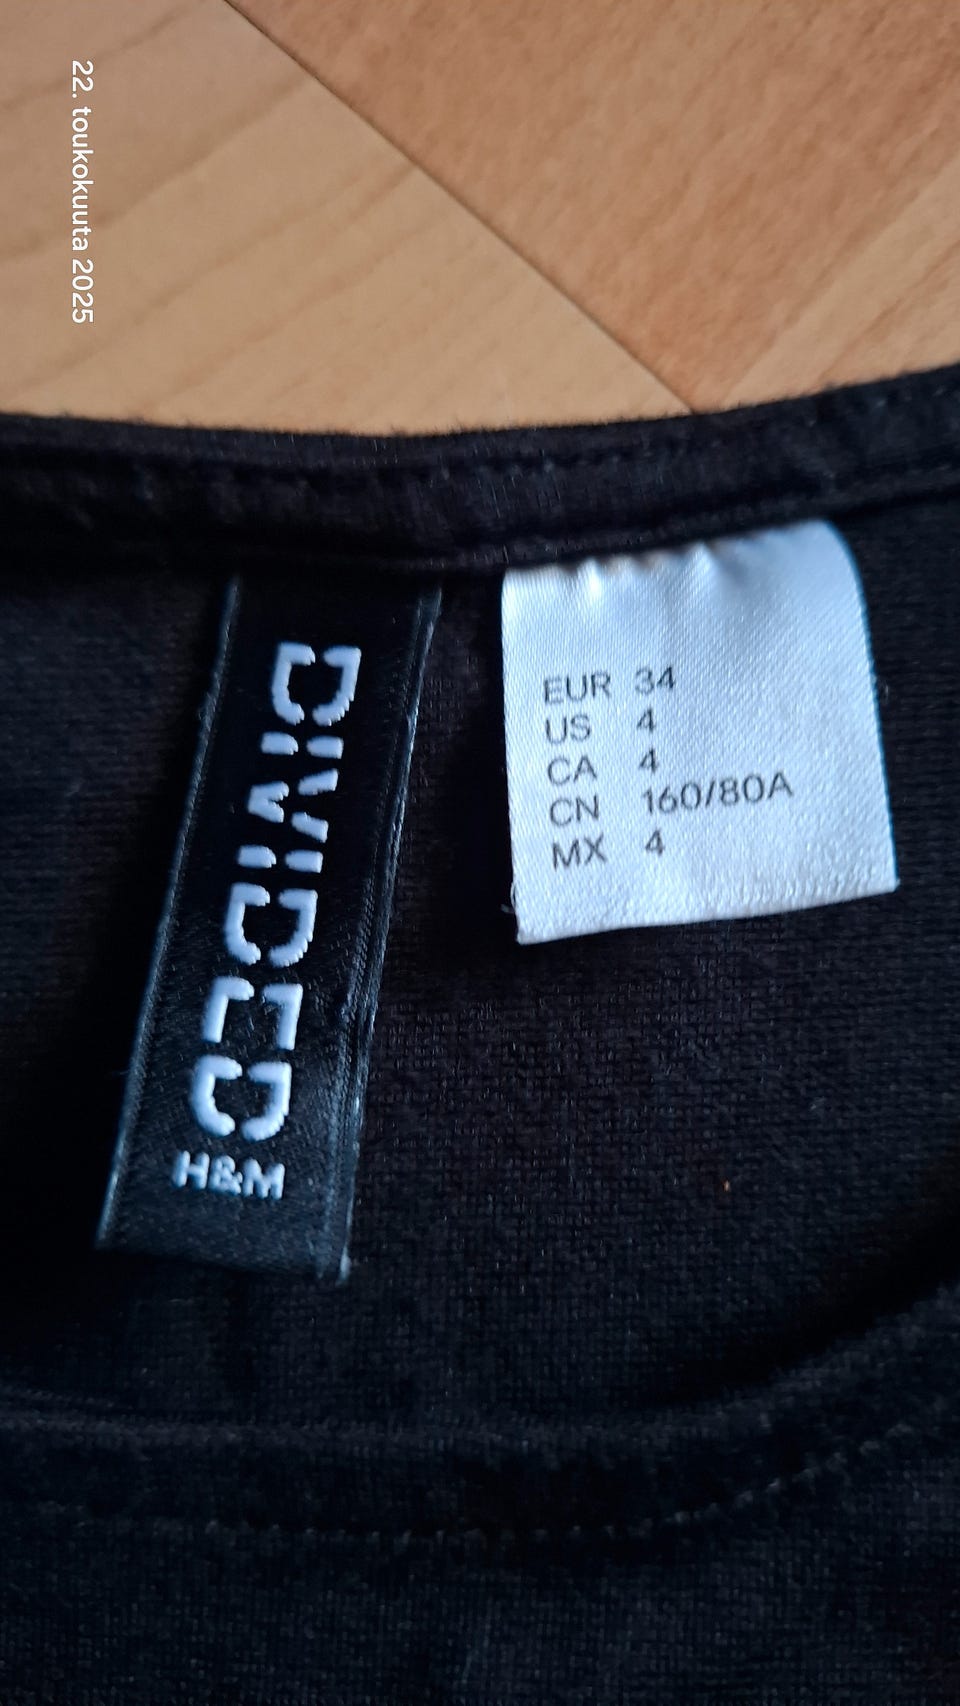 22. toukokuuta 2025
DIVIDED
H&M
EUR 34
US 4
CA 4
CN 160/80A
MX 4